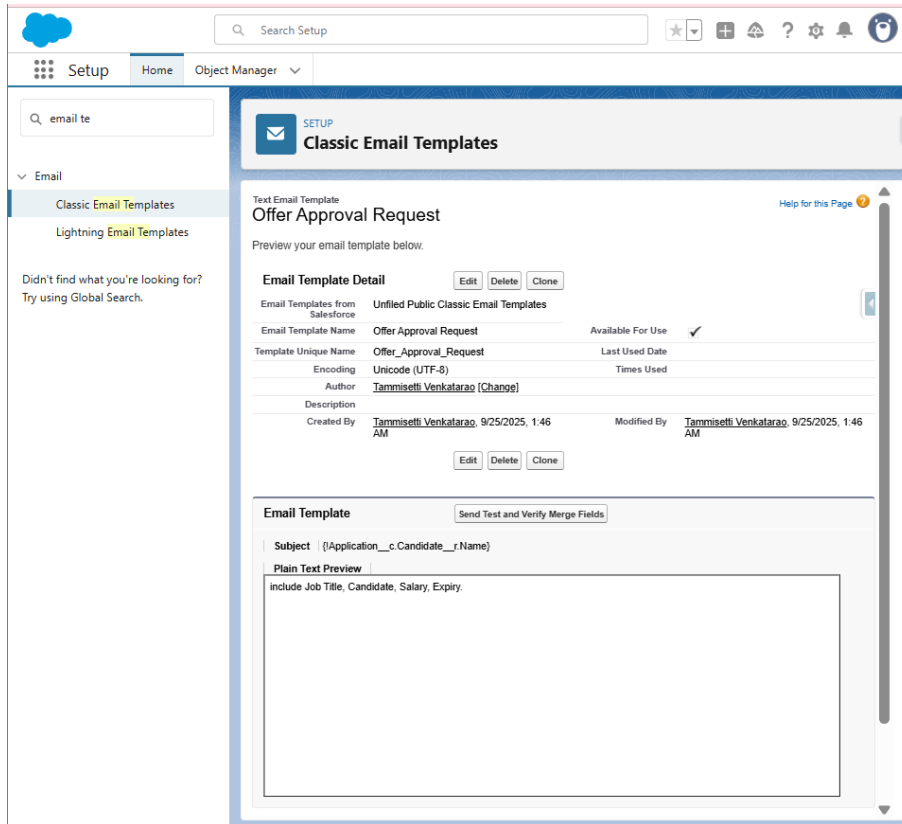 Search Setup
Setup
Home
Object Manager
email te
Email
Classic Email Templates
Lightning Email Templates
Didn't find what you're looking for?
Try using Global Search.
SETUP
Classic Email Templates
Text Email Template
Offer Approval Request
Help for this Page
Preview your email template below.
Email Template Detail
Edit Delete Clone
Email Templates from Salesforce Unfiled Public Classic Email Templates
Email Template Name Offer Approval Request Available For Use
Template Unique Name Offer_Approval_Request Last Used Date
Encoding Unicode (UTF-8) Times Used
Author Tammisetti Venkatarao [Change]
Description
Created By Tammisetti Venkatarao, 9/25/2025, 1:46 AM Modified By Tammisetti Venkatarao, 9/25/2025, 1:46 AM
Edit Delete Clone
Email Template
Send Test and Verify Merge Fields
Subject {!Application__c.Candidate__r.Name}
Plain Text Preview
include Job Title, Candidate, Salary, Expiry.